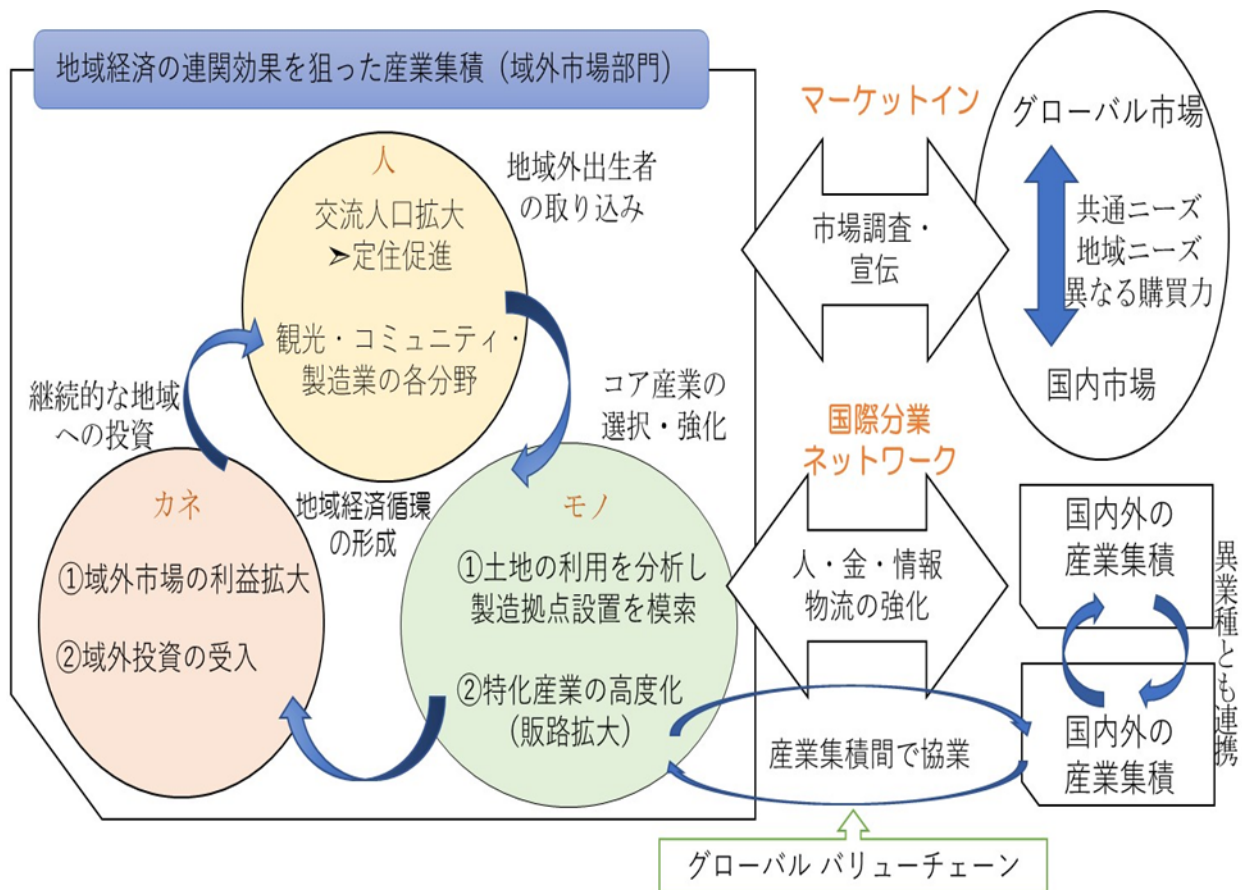 地域経済の連関効果を狙った産業集積（域外市場部門）
人
交流人口拡大
➤定住促進
観光・コミュニティ・
製造業の各分野
地域外出生者
の取り込み
コア産業の
選択・強化
継続的な地域
への投資
カネ
①域外市場の利益拡大
②域外投資の受入
地域経済循環
の形成
モノ
①土地の利用を分析し
製造拠点設置を模索
②特化産業の高度化
(販路拡大)
マーケットイン
市場調査・
宣伝
グローバル市場
共通ニーズ
地域ニーズ
異なる購買力
国内市場
国際分業
ネットワーク
人・金・情報
物流の強化
国内外の
産業集積
異業種とも連携
国内外の
産業集積
産業集積間で協業
グローバル バリューチェーン